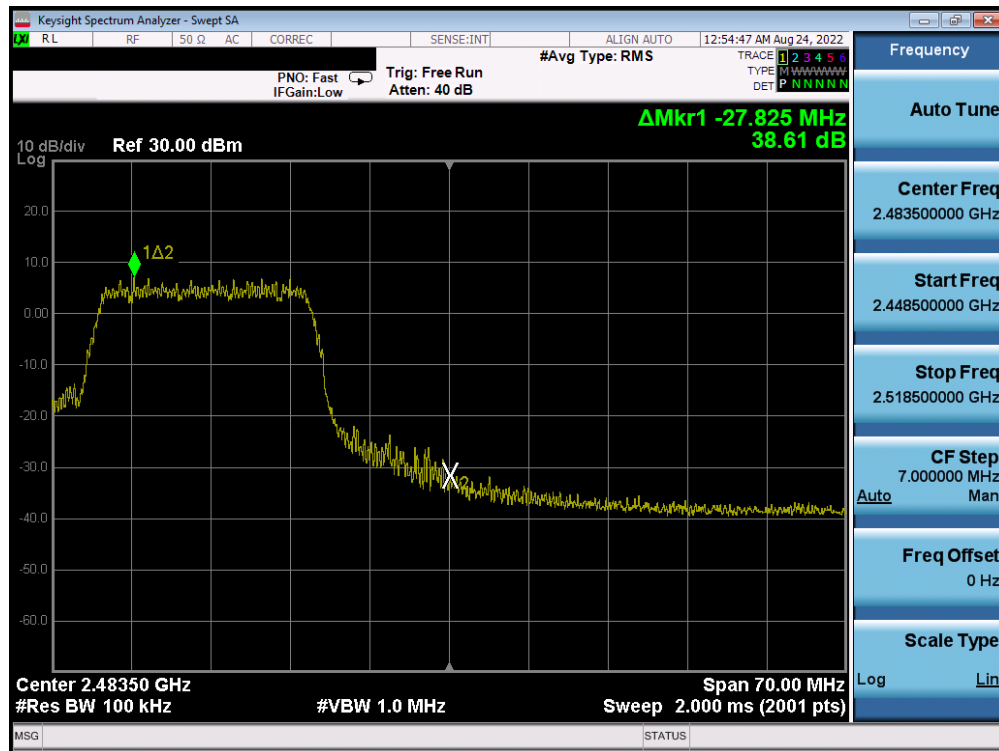 Keysight Spectrum Analyzer - Swept SA
LXI RL RF 50 Ω AC CORREC SENSE:INT ALIGN AUTO 12:54:47 AM Aug 24, 2022
PNO: Fast
IFGain:Low
Trig: Free Run
Atten: 40 dB
#Avg Type: RMS
TRACE 1 2 3 4 5 6
TYPE M WWWWW
DET P N N N N N
ΔMkr1 -27.825 MHz
38.61 dB
10 dB/div Ref 30.00 dBm
Log
20.0
10.0
0.00
-10.0
-20.0
-30.0
-40.0
-50.0
-60.0
1Δ2
2
Center 2.48350 GHz Span 70.00 MHz
#Res BW 100 kHz #VBW 1.0 MHz Sweep 2.000 ms (2001 pts)
MSG STATUS
Frequency
Auto Tune
Center Freq
2.483500000 GHz
Start Freq
2.448500000 GHz
Stop Freq
2.518500000 GHz
CF Step
7.000000 MHz
Auto Man
Freq Offset
0 Hz
Scale Type
Log Lin